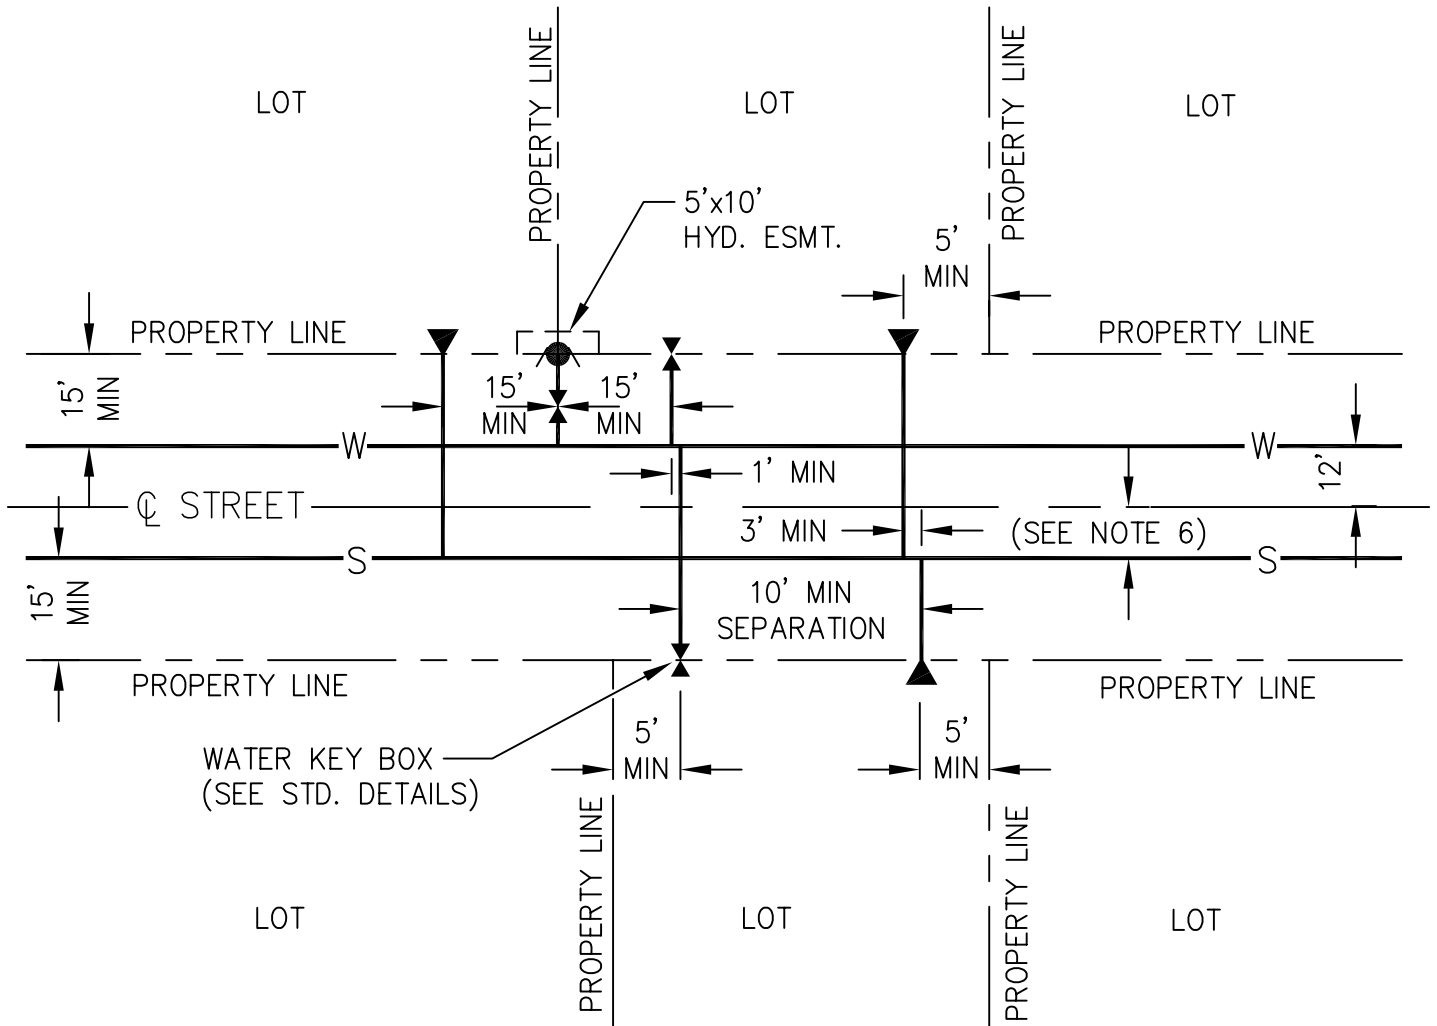 LOT
LOT
LOT
PROPERTY LINE
PROPERTY LINE
5'x10'
HYD. ESMT.
5'
MIN
PROPERTY LINE
PROPERTY LINE
15'
MIN
15'
MIN
15'
MIN
W
W
1' MIN
12'
℄ STREET
3' MIN
(SEE NOTE 6)
S
S
15'
MIN
10' MIN
SEPARATION
PROPERTY LINE
PROPERTY LINE
WATER KEY BOX
(SEE STD. DETAILS)
5'
MIN
5'
MIN
PROPERTY LINE
PROPERTY LINE
LOT
LOT
LOT